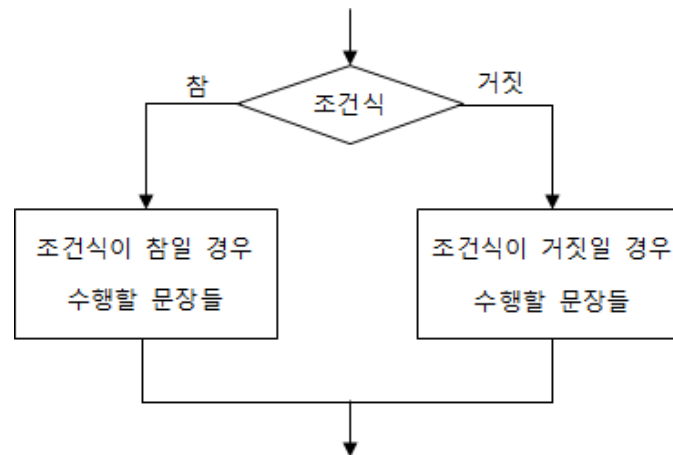 참
거짓
조건식
조건식이 참일 경우
수행할 문장들
조건식이 거짓일 경우
수행할 문장들